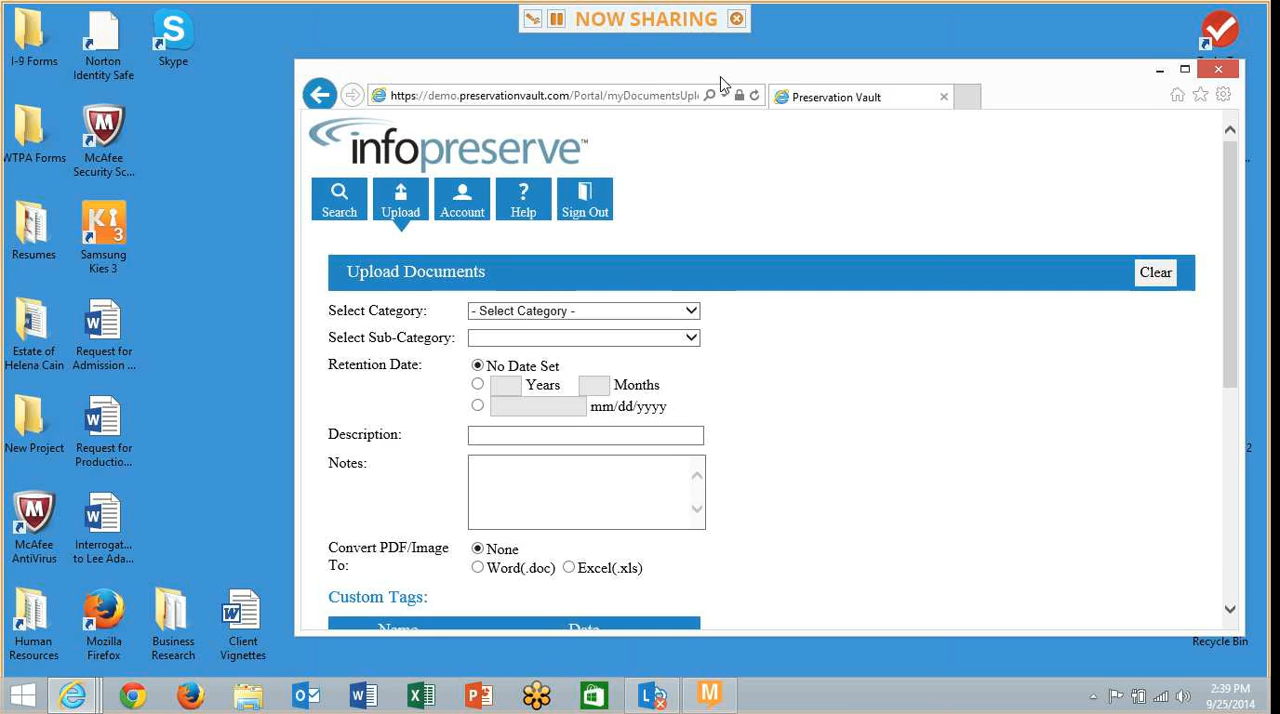 NOW SHARING
I-9 Forms
Norton Identity Safe
Skype
WTPA Forms
McAfee Security Sc...
Resumes
Ki
3
Samsung Kies 3
Estate of Helena Cain
Request for Admission ...
New Project
Request for Productio...
McAfee AntiVirus
Interrogat... to Lee Ada...
Human Resources
Mozilla Firefox
Business Research
Client Vignettes
https://demo.preservationvault.com/Portal/myDocumentsUpl
Preservation Vault
infopreserve™
Search
Upload
Account
? Help
Sign Out
Upload Documents
Clear
Select Category:
- Select Category -
Select Sub-Category:
Retention Date:
No Date Set
Years Months
mm/dd/yyyy
Description:
Notes:
Convert PDF/Image To:
None
Word(.doc) Excel(.xls)
Custom Tags:
Name Date
Recycle Bin
2:39 PM
9/25/2014